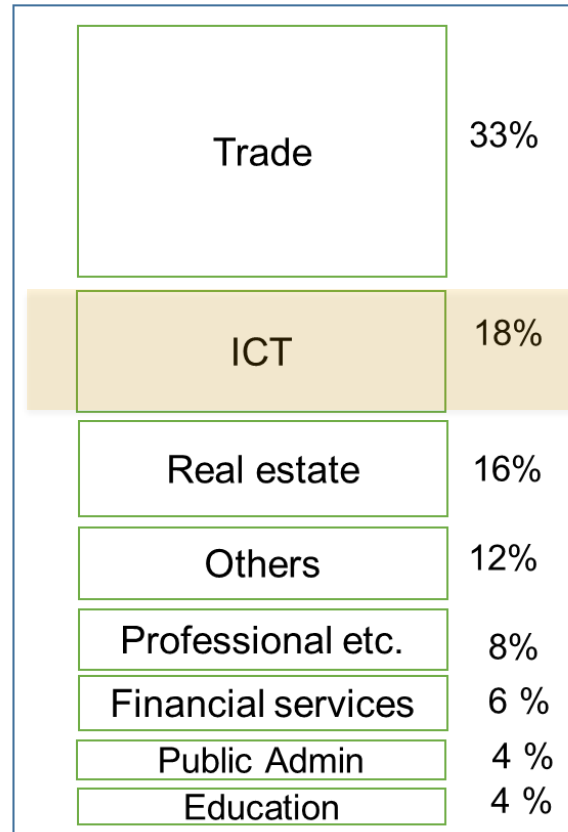 Trade
33%
ICT
18%
Real estate
16%
Others
12%
Professional etc.
8%
Financial services
6 %
Public Admin
4 %
Education
4 %